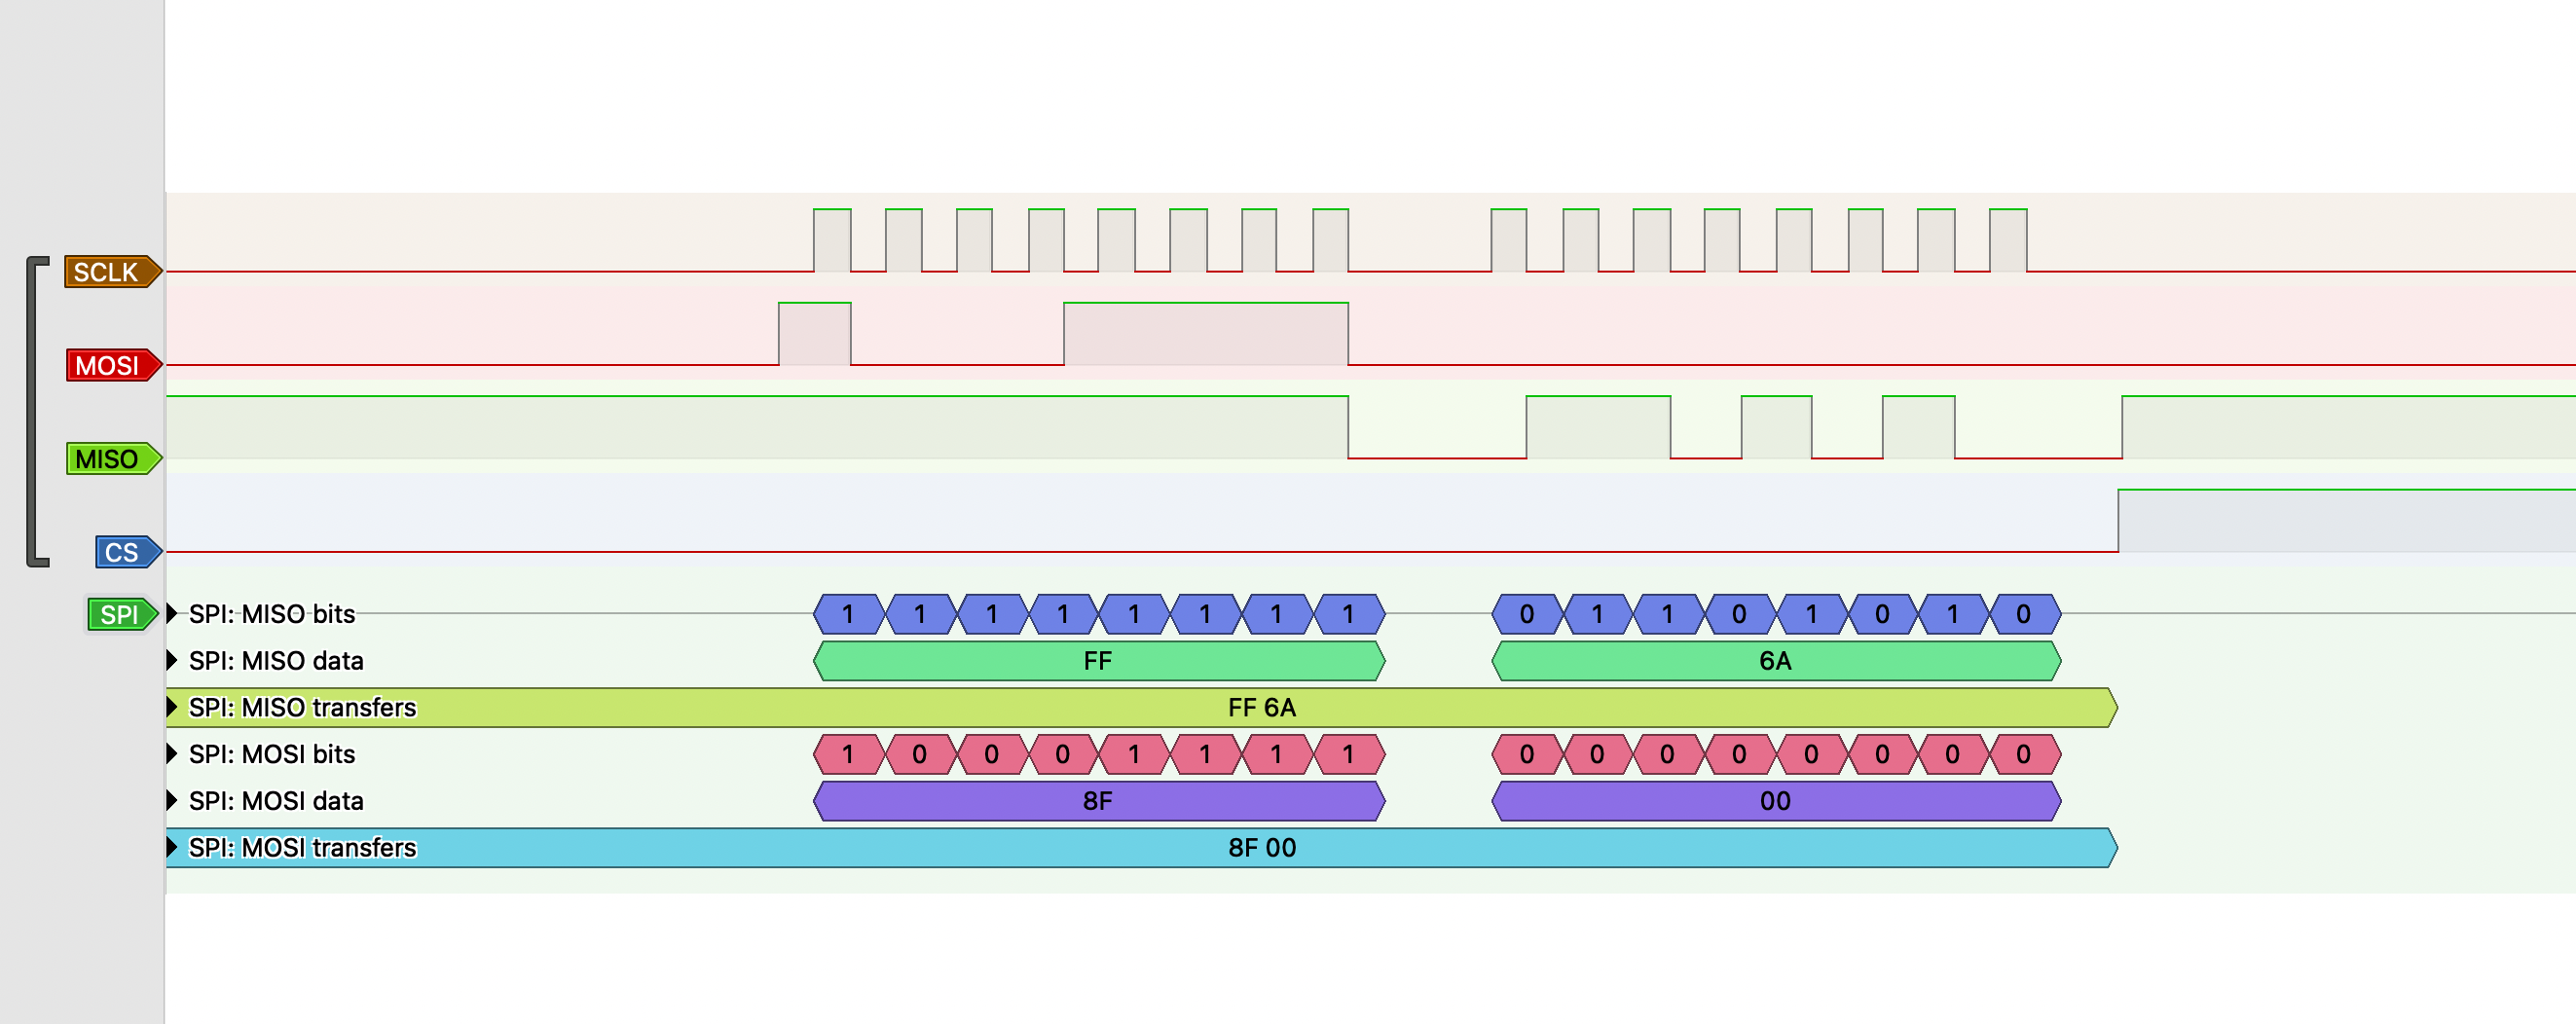 SCLK
MOSI
MISO
CS
SPI SPI: MISO bits 1 1 1 1 1 1 1 1 0 1 1 0 1 0 1 0
SPI: MISO data FF 6A
SPI: MISO transfers FF 6A
SPI: MOSI bits 1 0 0 0 1 1 1 1 0 0 0 0 0 0 0 0
SPI: MOSI data 8F 00
SPI: MOSI transfers 8F 00